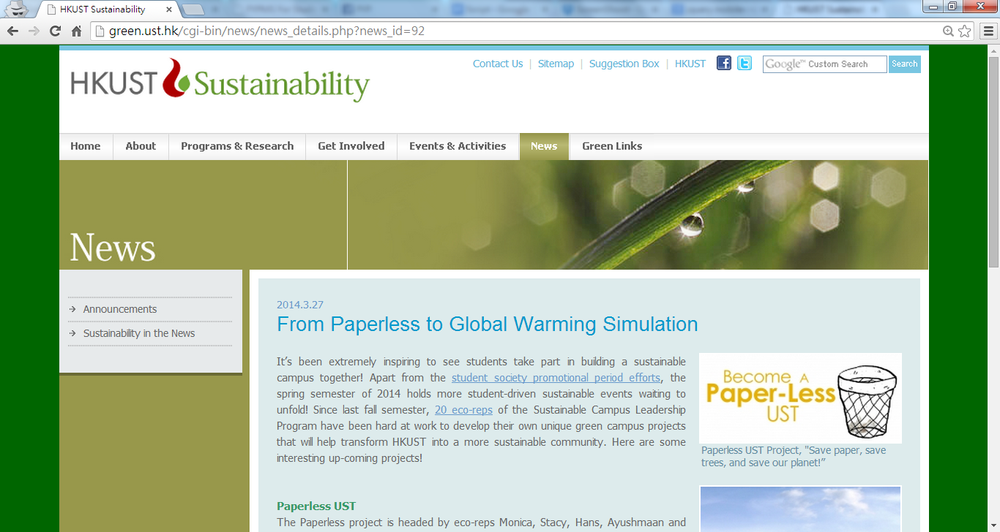 HKUST Sustainability
green.ust.hk/cgi-bin/news/news_details.php?news_id=92
HKUST Sustainability
Contact Us | Sitemap | Suggestion Box | HKUST
Google™ Custom Search
Search
Home
About
Programs & Research
Get Involved
Events & Activities
News
Green Links
News
Announcements
Sustainability in the News
2014.3.27
From Paperless to Global Warming Simulation
It's been extremely inspiring to see students take part in building a sustainable
campus together! Apart from the student society promotional period efforts, the
spring semester of 2014 holds more student-driven sustainable events waiting to
unfold! Since last fall semester, 20 eco-reps of the Sustainable Campus Leadership
Program have been hard at work to develop their own unique green campus projects
that will help transform HKUST into a more sustainable community. Here are some
interesting up-coming projects!
Become A
Paper-Less
UST
Paperless UST Project, "Save paper, save
trees, and save our planet!”
Paperless UST
The Paperless project is headed by eco-reps Monica, Stacy, Hans, Ayushmaan and